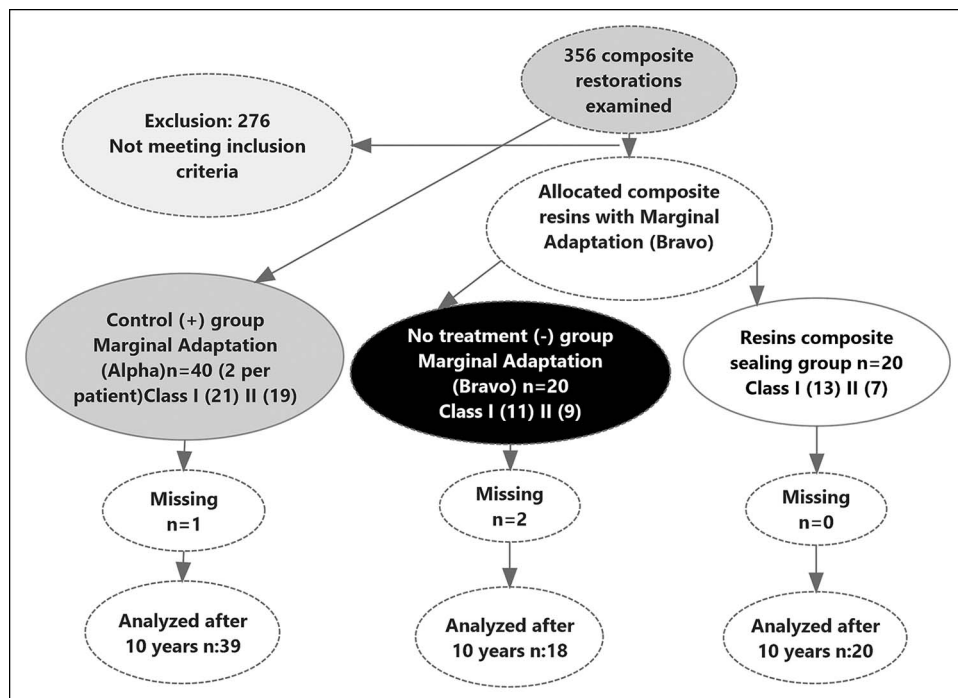 356 composite
restorations
examined
Exclusion: 276
Not meeting inclusion
criteria
Allocated composite
resins with Marginal
Adaptation (Bravo)
Control (+) group
Marginal Adaptation
(Alpha)n=40 (2 per
patient)Class I (21) II (19)
No treatment (-) group
Marginal Adaptation
(Bravo) n=20
Class I (11) II (9)
Resins composite
sealing group n=20
Class I (13) II (7)
Missing
n=1
Missing
n=2
Missing
n=0
Analyzed after
10 years n:39
Analyzed after
10 years n:18
Analyzed after
10 years n:20